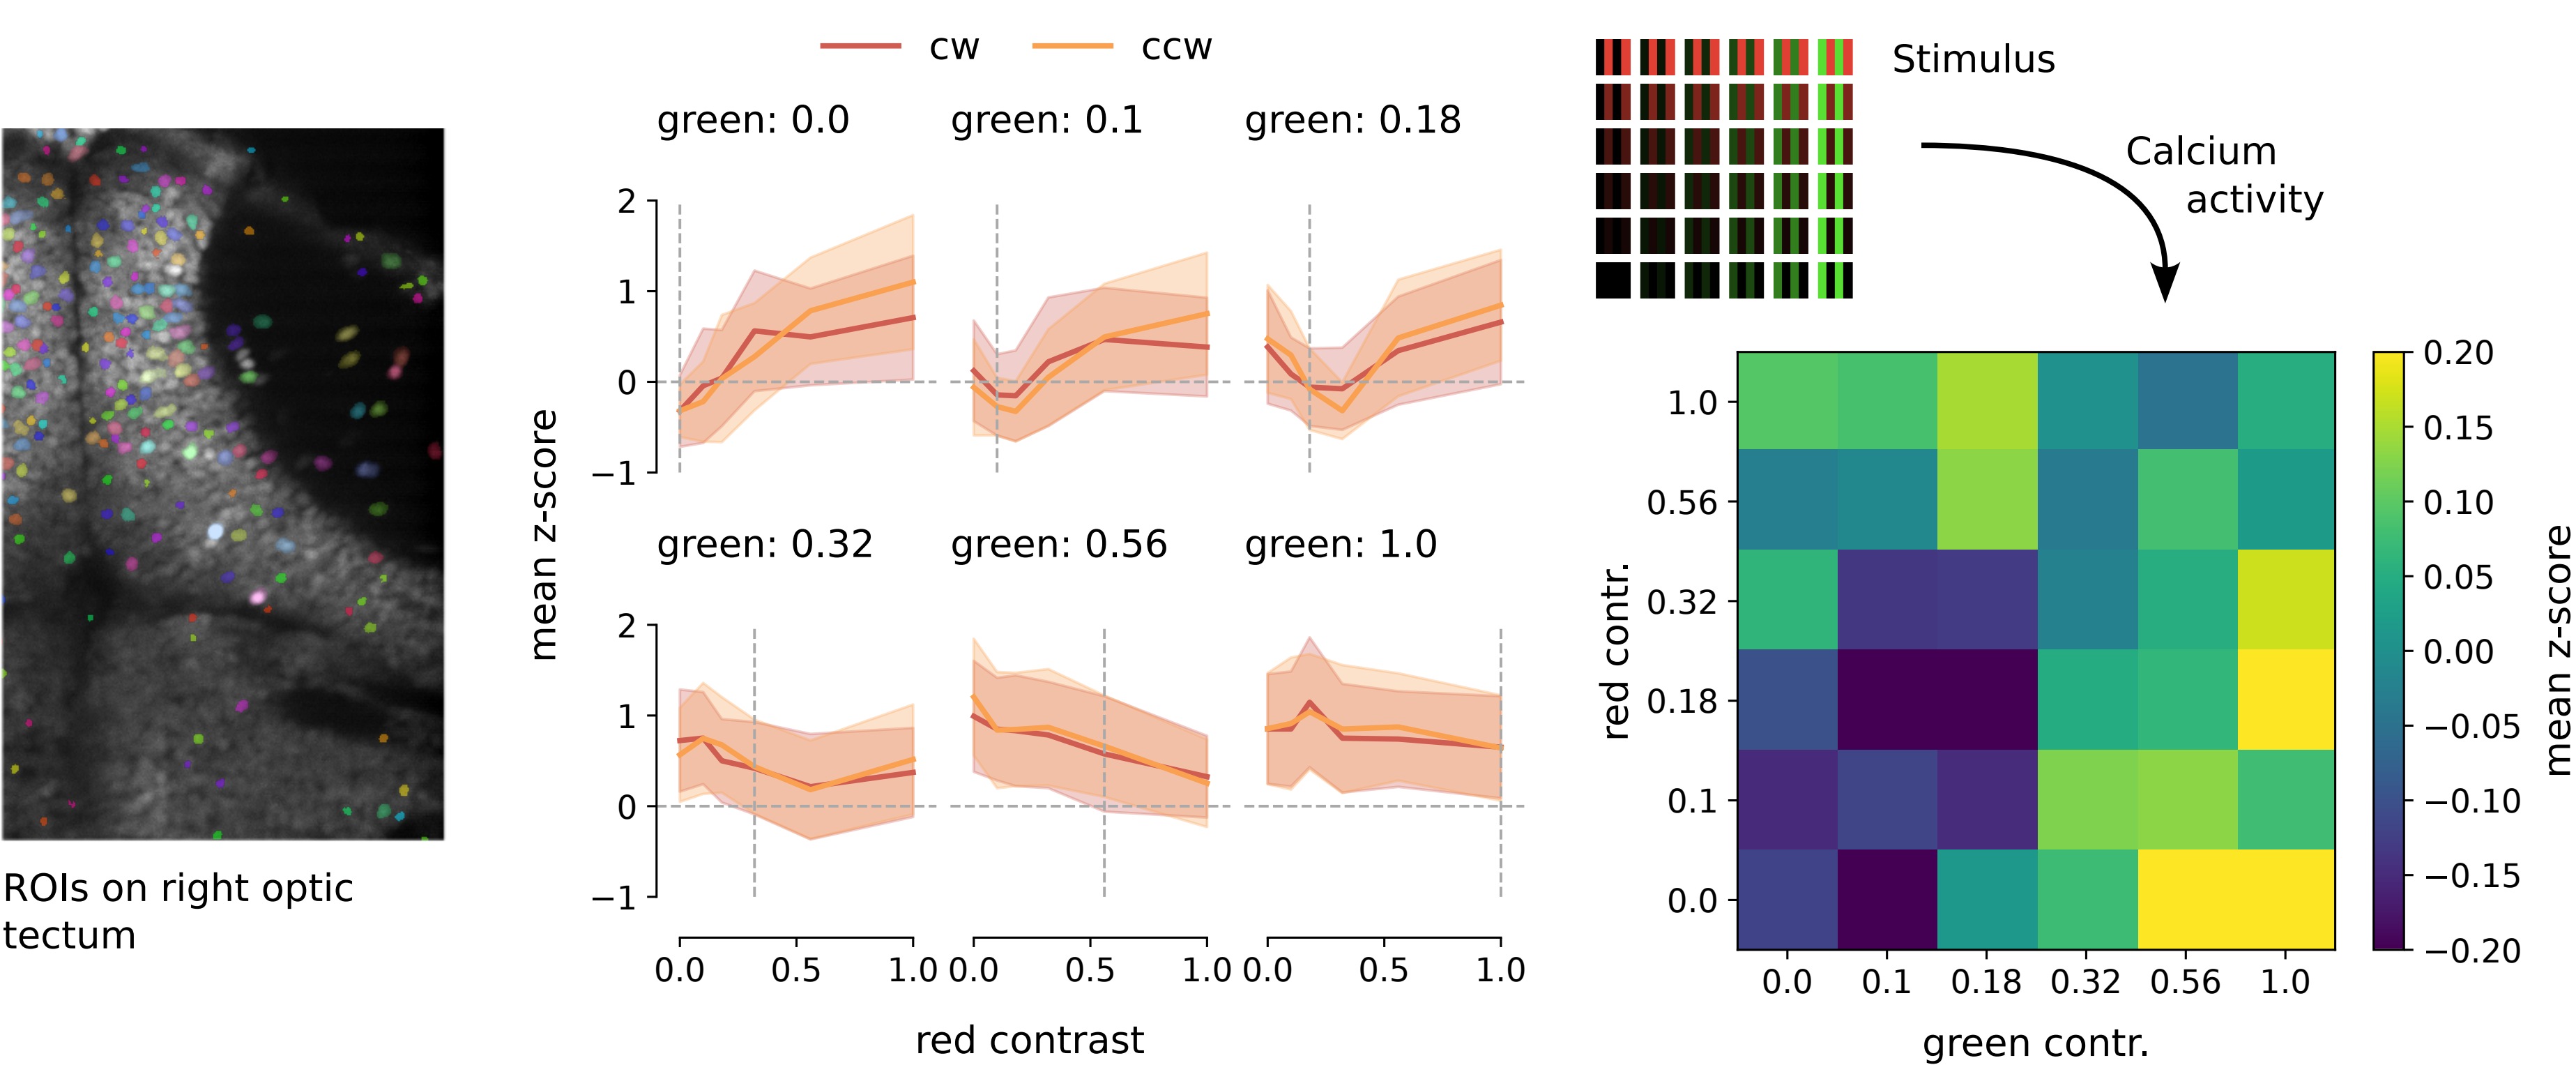 ROIs on right optic
tectum
cw
ccw
green: 0.0
green: 0.1
green: 0.18
2
1
0
−1
mean z-score
green: 0.32
green: 0.56
green: 1.0
2
1
0
−1
0.0 0.5 1.0
0.0 0.5 1.0
0.0 0.5 1.0
red contrast
Stimulus
Calcium
activity
red contr.
1.0
0.56
0.32
0.18
0.1
0.0
0.0 0.1 0.18 0.32 0.56 1.0
green contr.
0.20
0.15
0.10
0.05
0.00
−0.05
−0.10
−0.15
−0.20
mean z-score